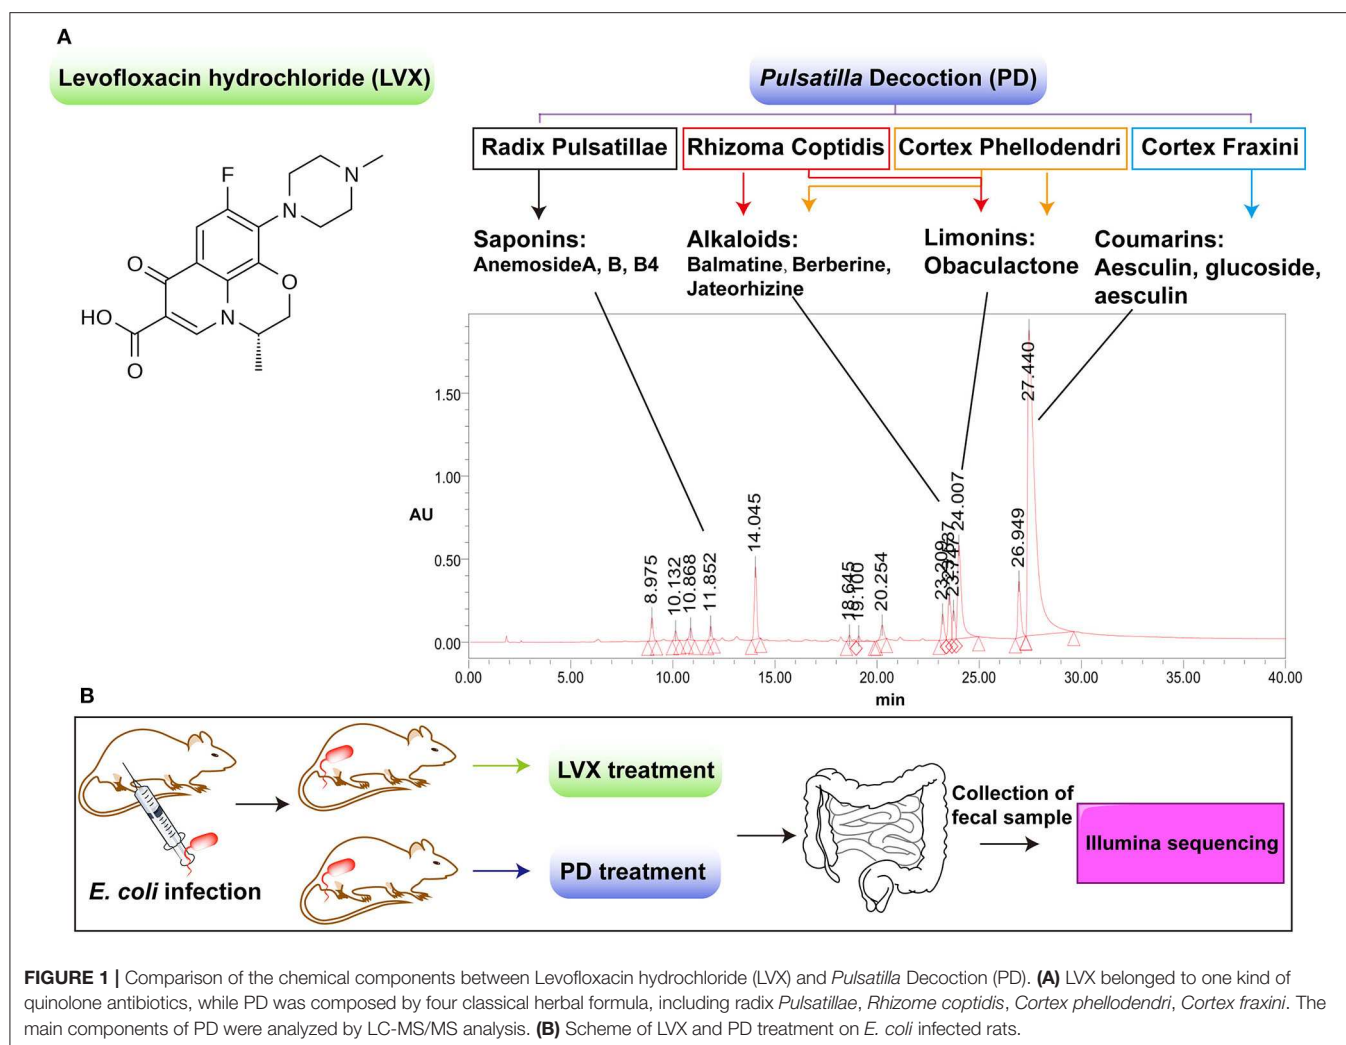 A
Levofloxacin hydrochloride (LVX)
Pulsatilla Decoction (PD)
Radix Pulsatillae
Rhizoma Coptidis
Cortex Phellodendri
Cortex Fraxini
F
N
N
O
O
N
HO
O
Saponins:
AnemosideA, B, B4
Alkaloids:
Balmatine, Berberine,
Jateorhizine
Limonins:
Obaculactone
Coumarins:
Aesculin, glucoside,
aesculin
AU
1.50
1.00
0.50
0.00
8.975
10.132
10.868
11.852
14.045
18.645
19.100
20.254
23.209
23.747
24.007
26.949
27.440
0.00
5.00
10.00
15.00
20.00
25.00
30.00
35.00
40.00
min
B
E. coli infection
LVX treatment
PD treatment
Collection of
fecal sample
Illumina sequencing
FIGURE 1 | Comparison of the chemical components between Levofloxacin hydrochloride (LVX) and Pulsatilla Decoction (PD). (A) LVX belonged to one kind of
quinolone antibiotics, while PD was composed by four classical herbal formula, including radix Pulsatillae, Rhizome coptidis, Cortex phellodendri, Cortex fraxini. The
main components of PD were analyzed by LC-MS/MS analysis. (B) Scheme of LVX and PD treatment on E. coli infected rats.